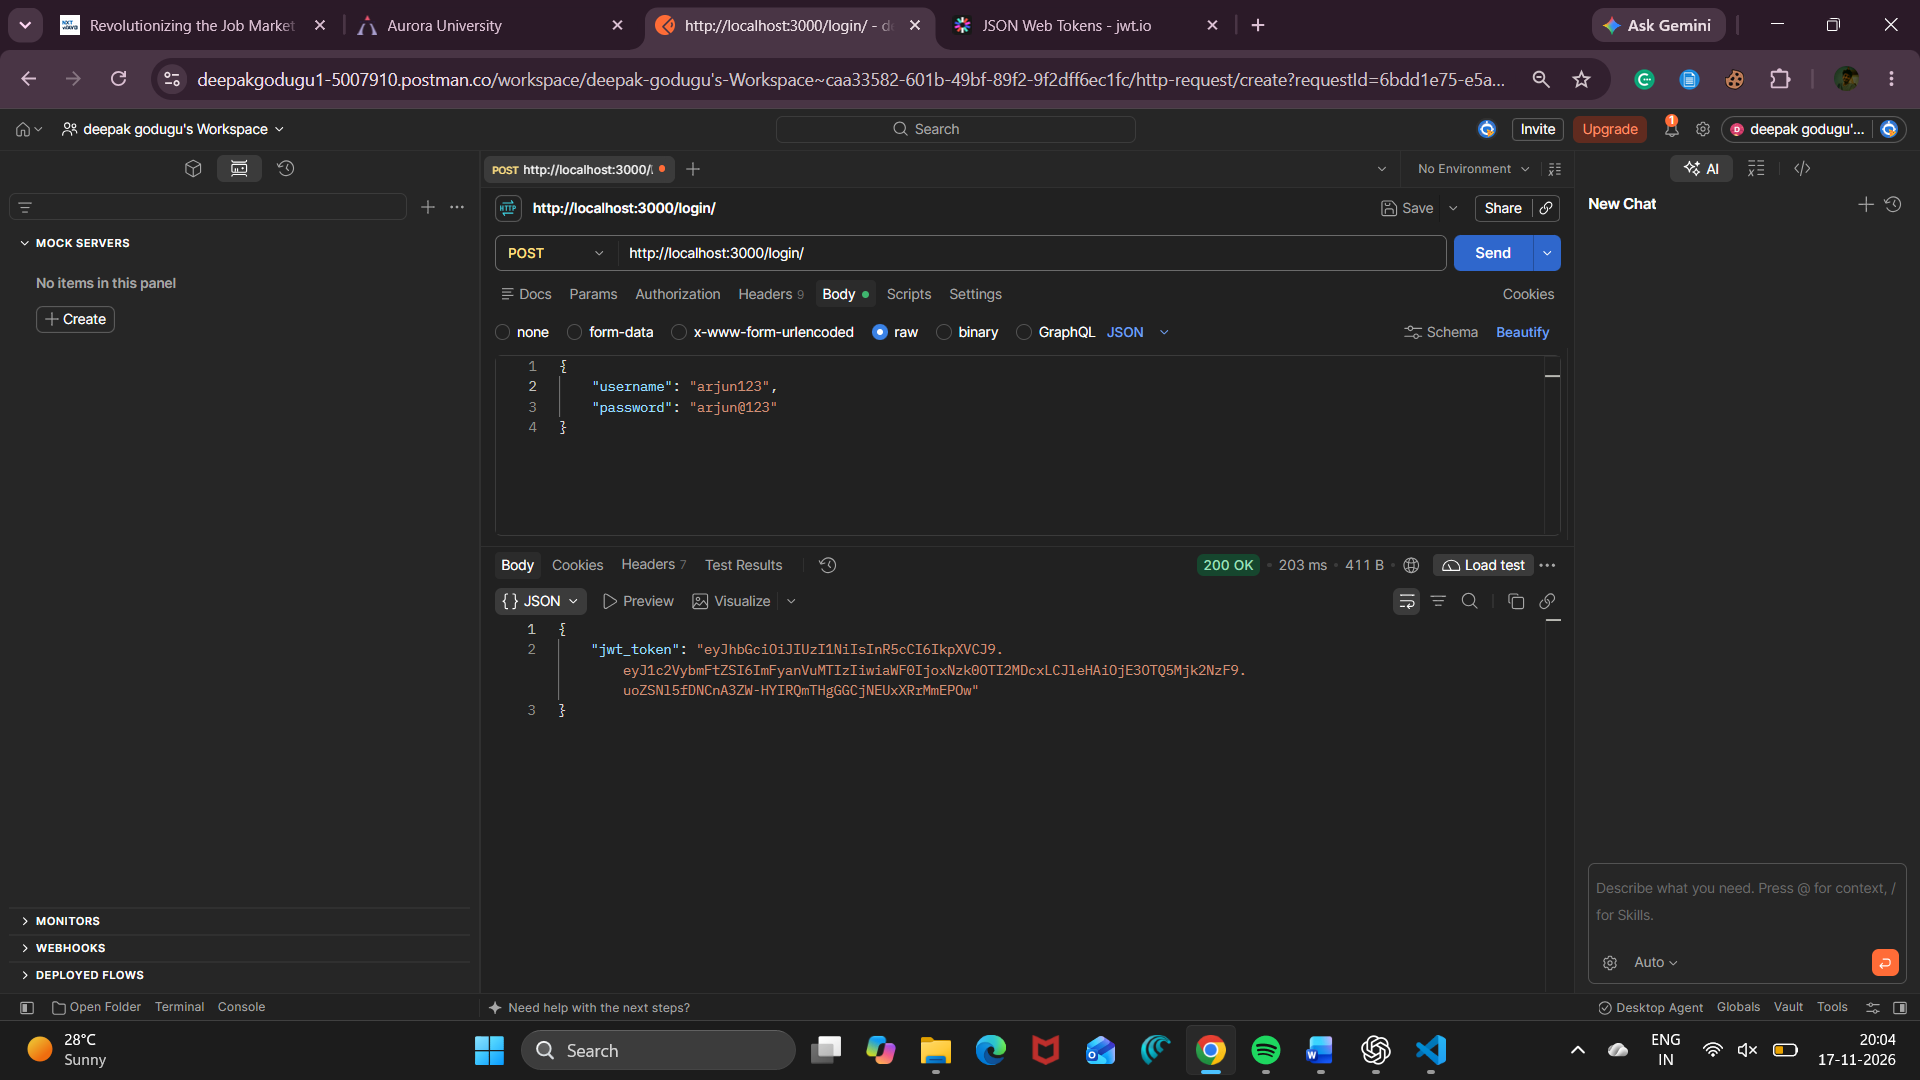 Revolutionizing the Job Market
Aurora University
http://localhost:3000/login/ - de
JSON Web Tokens - jwt.io
Ask Gemini
deepakgodugu1-5007910.postman.co/workspace/deepak-godugu's-Workspace~caa33582-601b-49bf-89f2-9f2dff6ec1fc/http-request/create?requestId=6bdd1e75-e5a...
deepak godugu's Workspace
Search
Invite
Upgrade
1
deepak godugu'...
POST http://localhost:3000/l
No Environment
AI
HTTP http://localhost:3000/login/
Save
Share
New Chat
MOCK SERVERS
POST
http://localhost:3000/login/
Send
No items in this panel
Create
Docs Params Authorization Headers 9 Body Scripts Settings
Cookies
none form-data x-www-form-urlencoded raw binary GraphQL JSON
Schema Beautify
1 {
2 "username": "arjun123",
3 "password": "arjun@123"
4 }
Body Cookies Headers 7 Test Results
200 OK • 203 ms • 411 B
Load test
{} JSON Preview Visualize
1 {
2 "jwt_token": "eyJhbGciOiJIUzI1NiIsInR5cCI6IkpXVCJ9.
eyJ1c2VybmFtZSI6ImFyanVuMTIzIiwiaWF0IjoxNzk0OTI2MDcxLCJleHAiOjE3OTQ5Mjk2NzF9.
uoZSNl5fDNCnA3ZW-HYIRQmTHgGGCjNEUxXRrMmEPOw"
3 }
Describe what you need. Press @ for context, /
for Skills.
Auto
MONITORS
WEBHOOKS
DEPLOYED FLOWS
Open Folder Terminal Console
Need help with the next steps?
Desktop Agent Globals Vault Tools
28°C
Sunny
Search
ENG
IN
20:04
17-11-2026